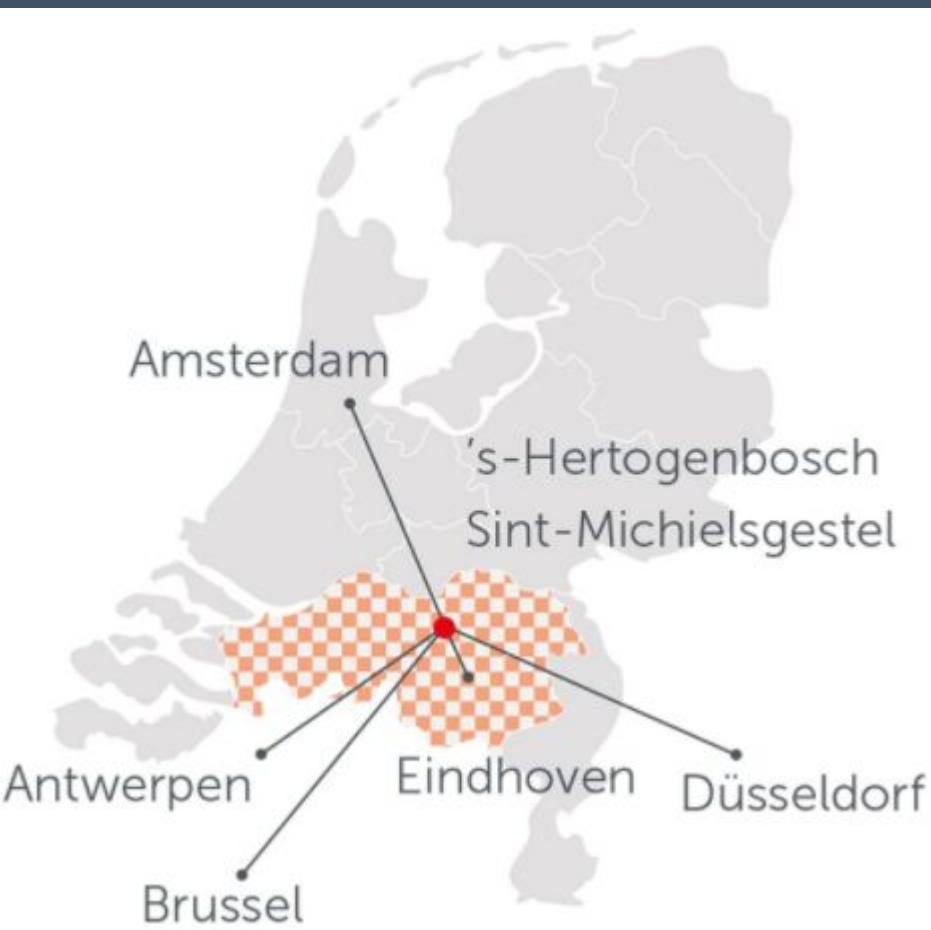 Amsterdam
’s-Hertogenbosch
Sint-Michielsgestel
Antwerpen
Eindhoven
Düsseldorf
Brussel